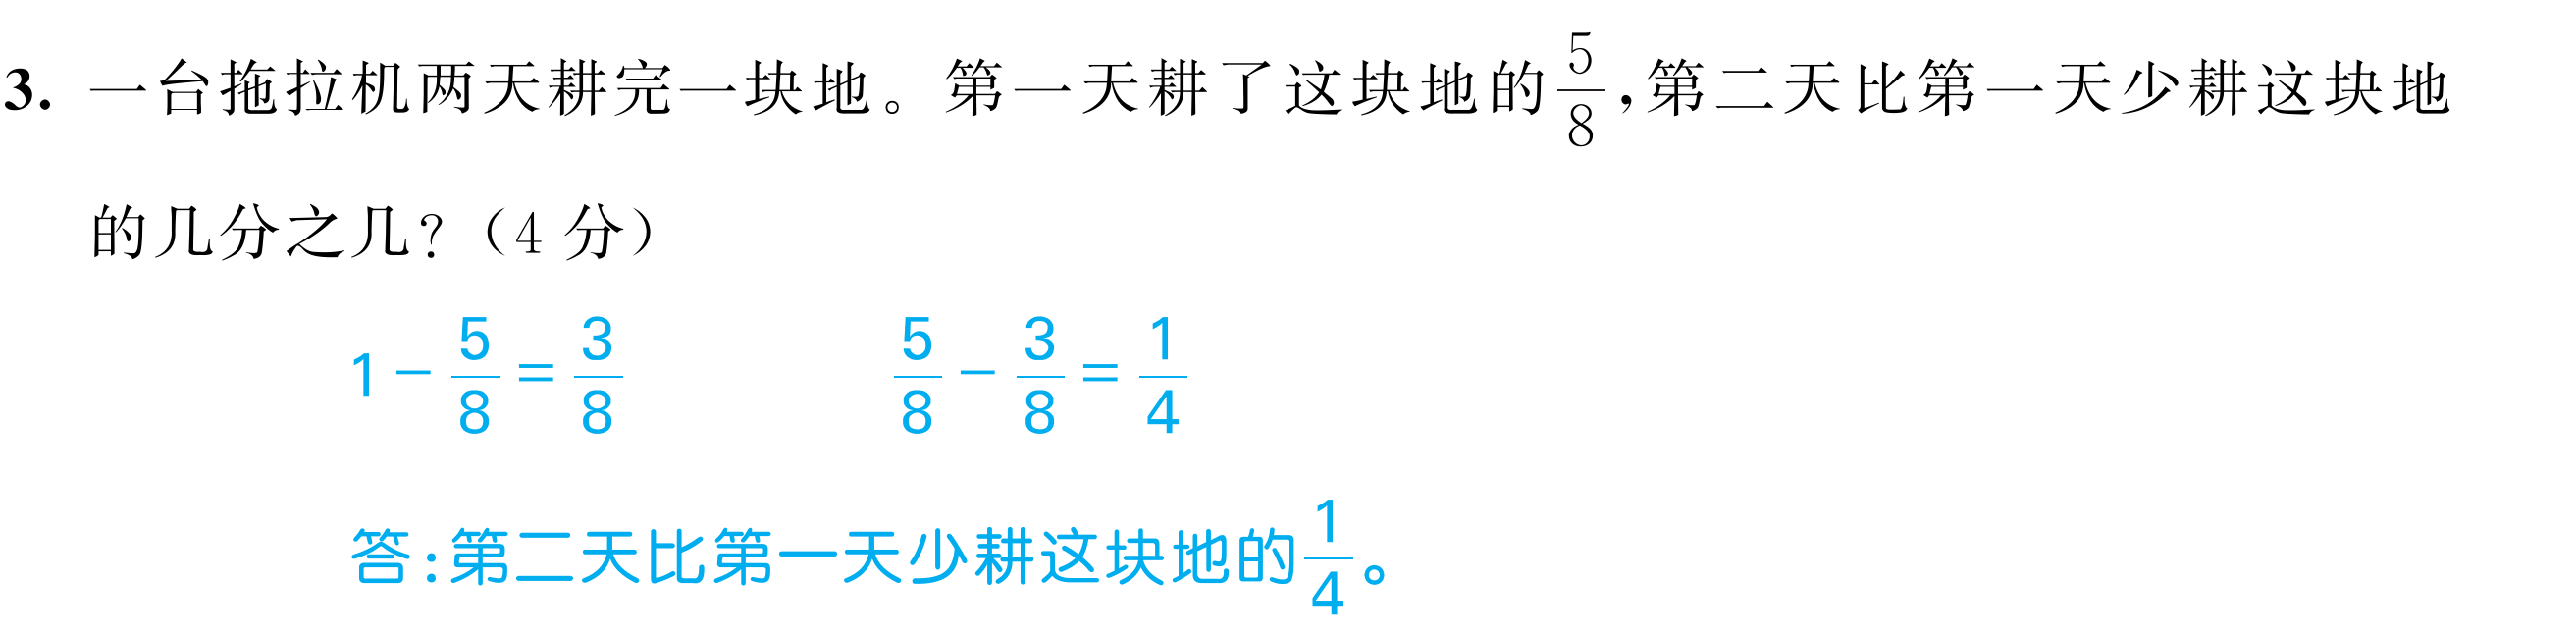 3. 一台拖拉机两天耕完一块地。第一天耕了这块地的5/8,第二天比第一天少耕这块地
的几分之几?(4 分)
1 - 5/8 = 3/8    5/8 - 3/8 = 1/4
答:第二天比第一天少耕这块地的1/4。